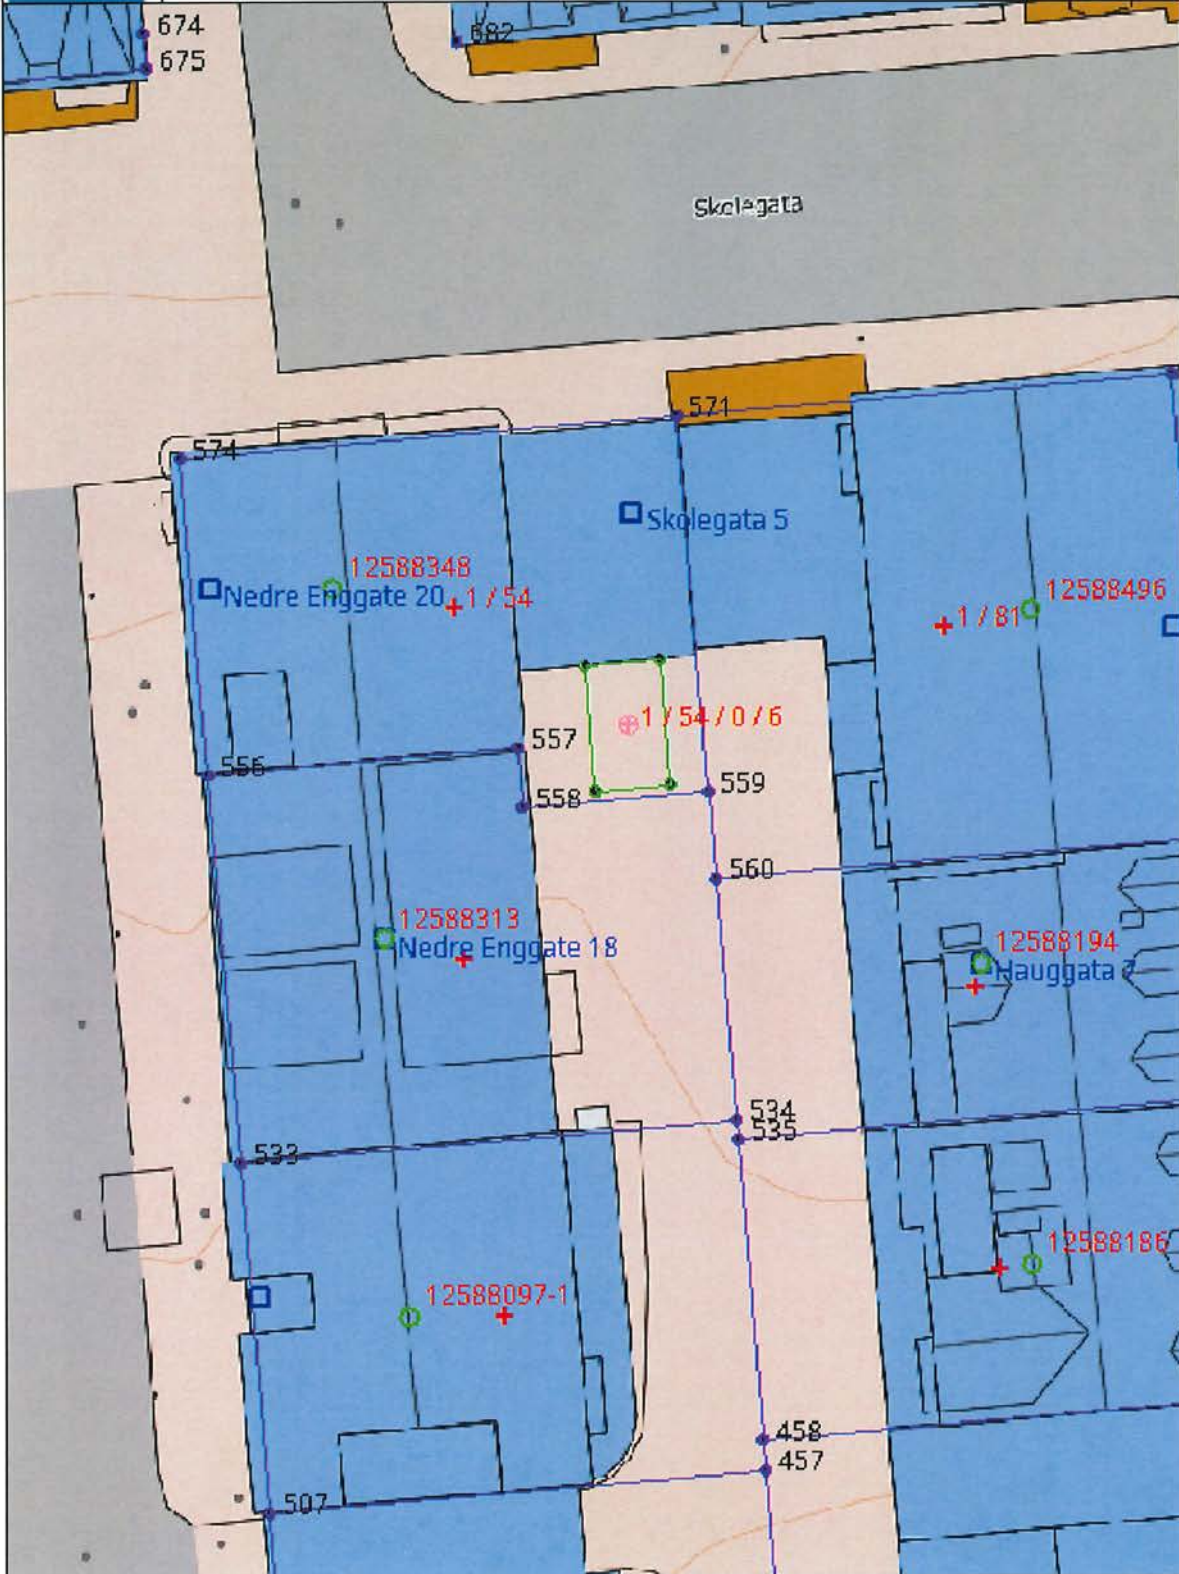 674
682
675
Skolegata
571
574
Skolegata 5
12588348
Nedre Enggate 20
1 / 54
12588496
1 / 81
1 / 54 / 0 / 6
557
556
559
558
560
12588313
Nedre Enggate 18
12588194
Hauggata 7
534
535
533
12588186
12588097-1
458
457
507